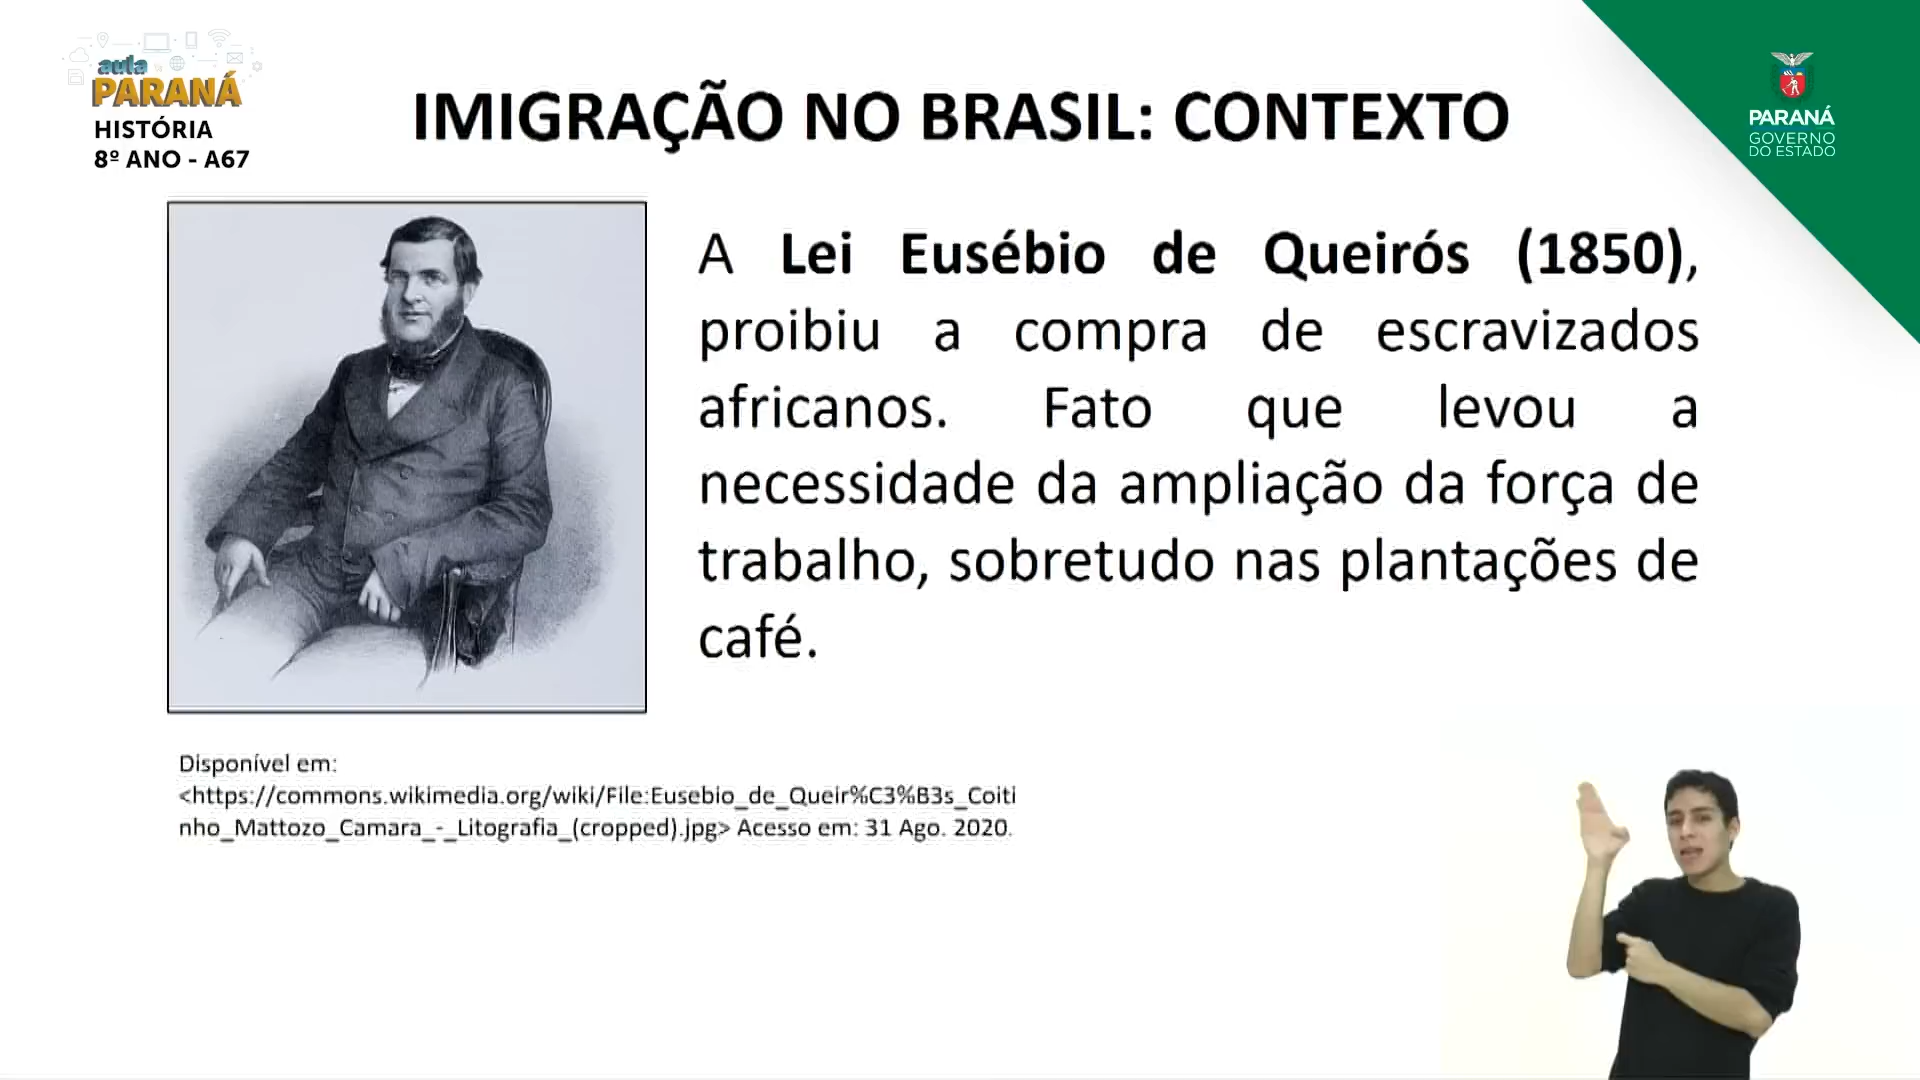 aula
PARANÁ
HISTÓRIA
8º ANO - A67
IMIGRAÇÃO NO BRASIL: CONTEXTO
PARANÁ
GOVERNO
DO ESTADO
A Lei Eusébio de Queirós (1850),
proibiu a compra de escravizados
africanos. Fato que levou a
necessidade da ampliação da força de
trabalho, sobretudo nas plantações de
café.
Disponível em:
<https://commons.wikimedia.org/wiki/File:Eusebio_de_Queir%C3%B3s_Coiti
nho_Mattozo_Camara_-_Litografia_(cropped).jpg> Acesso em: 31 Ago. 2020.